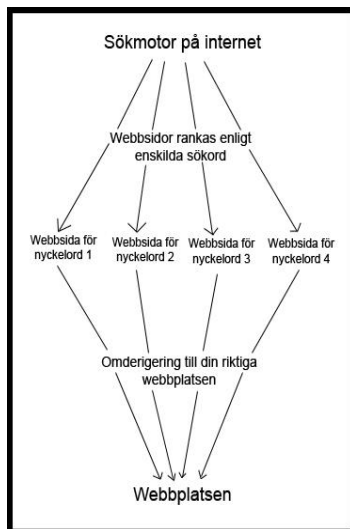 Sökmotor på internet
Webbsidor rankas enligt
enskilda sökord
Webbsida för
nyckelord 1
Webbsida för
nyckelord 2
Webbsida för
nyckelord 3
Webbsida för
nyckelord 4
Omderigering till din riktiga
webbplatsen
Webbplatsen